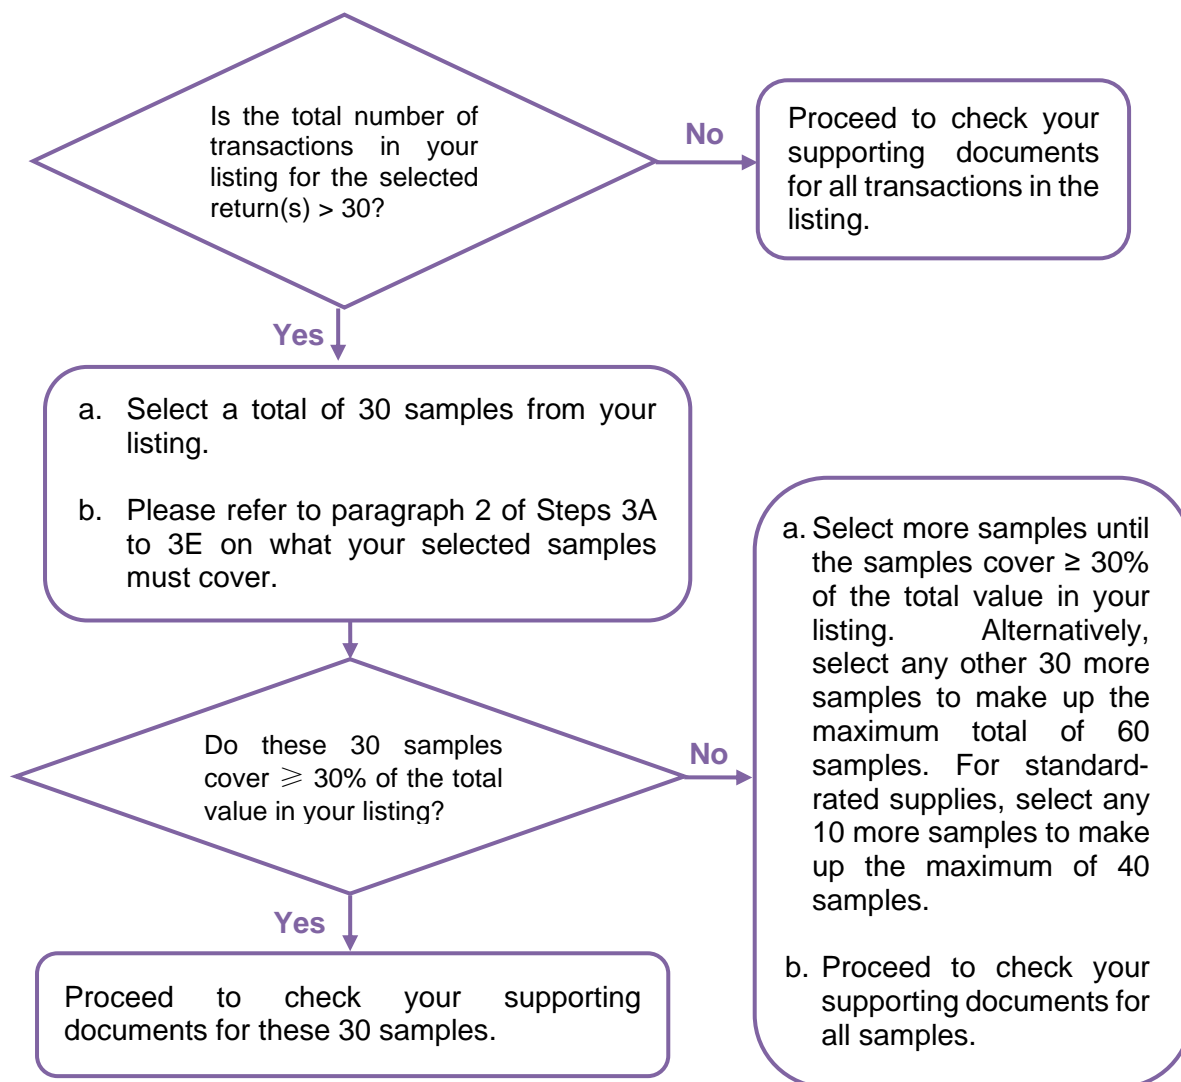 Is the total number of
transactions in your
listing for the selected
return(s) > 30?
No
Proceed to check your
supporting documents
for all transactions in the
listing.
Yes
a. Select a total of 30 samples from your
listing.
b. Please refer to paragraph 2 of Steps 3A
to 3E on what your selected samples
must cover.
Do these 30 samples
cover ≥ 30% of the total
value in your listing?
No
a. Select more samples until
the samples cover ≥ 30%
of the total value in your
listing. Alternatively,
select any other 30 more
samples to make up the
maximum total of 60
samples. For standard-
rated supplies, select any
10 more samples to make
up the maximum of 40
samples.
b. Proceed to check your
supporting documents for
all samples.
Yes
Proceed to check your supporting
documents for these 30 samples.